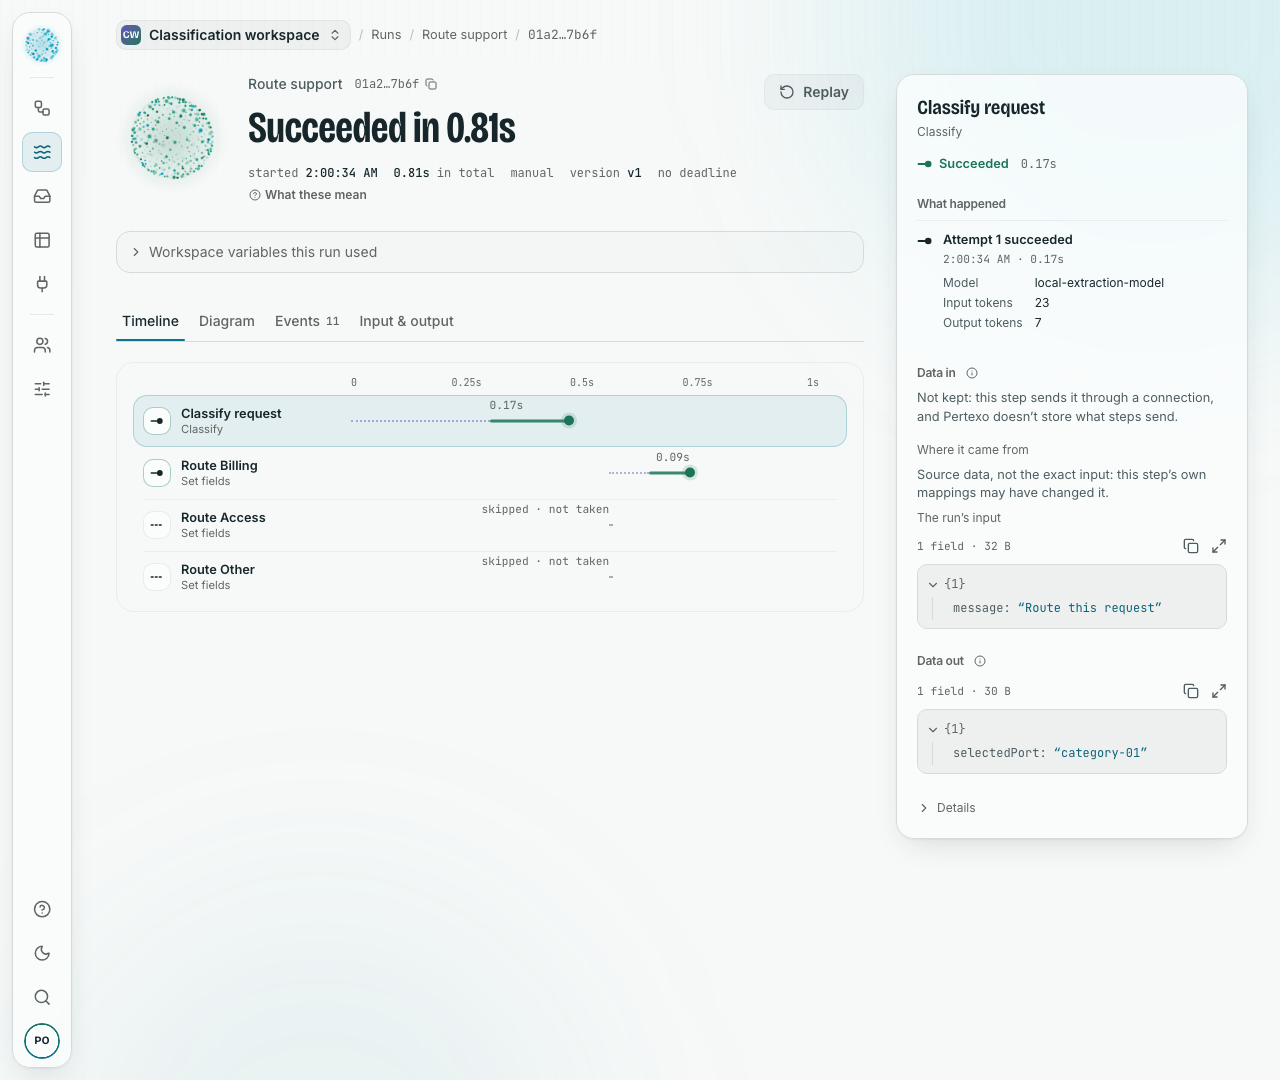 CW Classification workspace / Runs / Route support / 01a2…7b6f
Route support 01a2…7b6f
Replay
Succeeded in 0.81s
started 2:00:34 AM 0.81s in total manual version v1 no deadline
What these mean
Workspace variables this run used
Timeline Diagram Events 11 Input & output
0 0.25s 0.5s 0.75s 1s
Classify request
Classify
0.17s
Route Billing
Set fields
0.09s
Route Access
Set fields
skipped · not taken
Route Other
Set fields
skipped · not taken
PO
Classify request
Classify
Succeeded 0.17s
What happened
Attempt 1 succeeded
2:00:34 AM · 0.17s
Model local-extraction-model
Input tokens 23
Output tokens 7
Data in
Not kept: this step sends it through a connection,
and Pertexo doesn’t store what steps send.
Where it came from
Source data, not the exact input: this step’s own
mappings may have changed it.
The run’s input
1 field · 32 B
{1}
message: “Route this request”
Data out
1 field · 30 B
{1}
selectedPort: “category-01”
Details